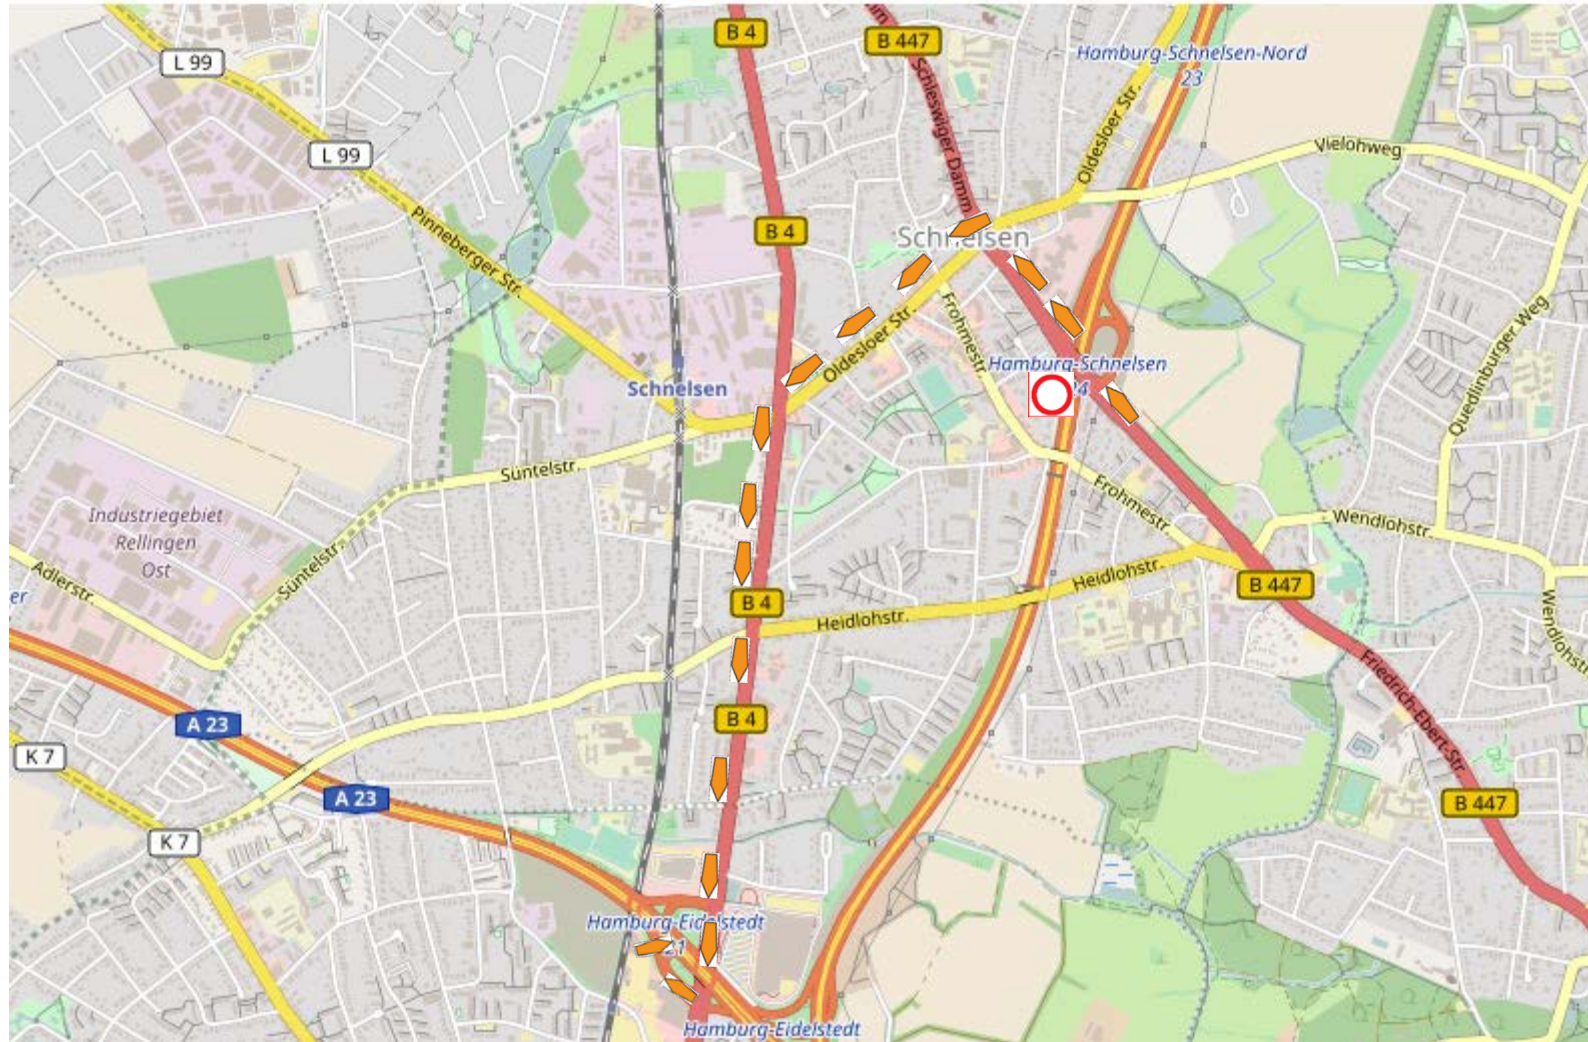 B 4
B 447
Hamburg-Schnelsen-Nord
23
L 99
L 99
Schleswiger Damm
Oldesloer Str.
Vielohweg
Pinneberger Str.
B 4
Schnelsen
Frohmestr.
Oldesloer Str.
Quedlinburger Weg
Hamburg-Schnelsen
24
Schnelsen
Süntelstr.
Frohmestr.
Industriegebiet
Rellingen
Ost
Wendlohstr.
Adlerstr.
Süntelstr.
er
Heidlohstr.
B 447
B 4
Heidlohstr.
Wendlohstr.
Friedrich-Ebert-Str.
A 23
B 4
K 7
A 23
B 447
K 7
Hamburg-Eidelstedt
21
Hamburg-Eidelstedt